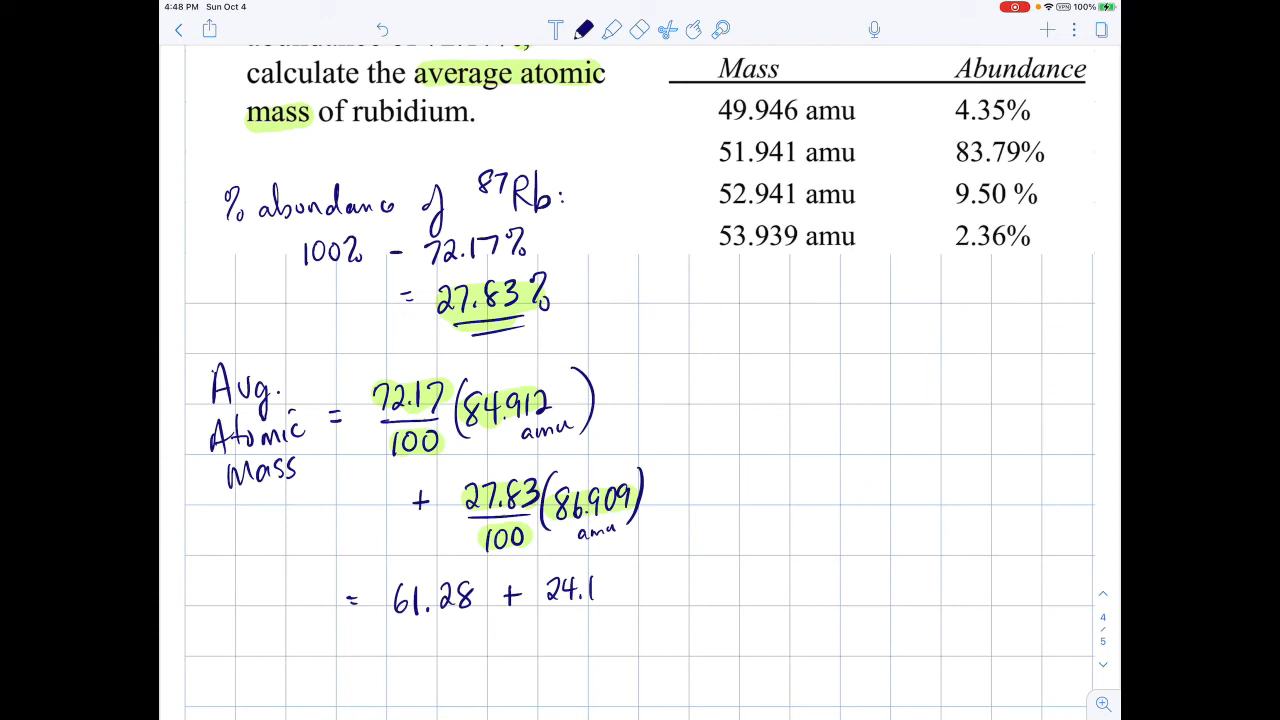 4:48 PM Sun Oct 4
VPN 100%
calculate the average atomic
mass of rubidium.
Mass Abundance
49.946 amu 4.35%
51.941 amu 83.79%
52.941 amu 9.50 %
53.939 amu 2.36%
% abundance of ⁸⁷Rb:
100% - 72.17%
= 27.83%
Avg. Atomic Mass = 72.17/100 (84.912 amu)
+ 27.83/100 (86.909 amu)
= 61.28 + 24.1
4
5